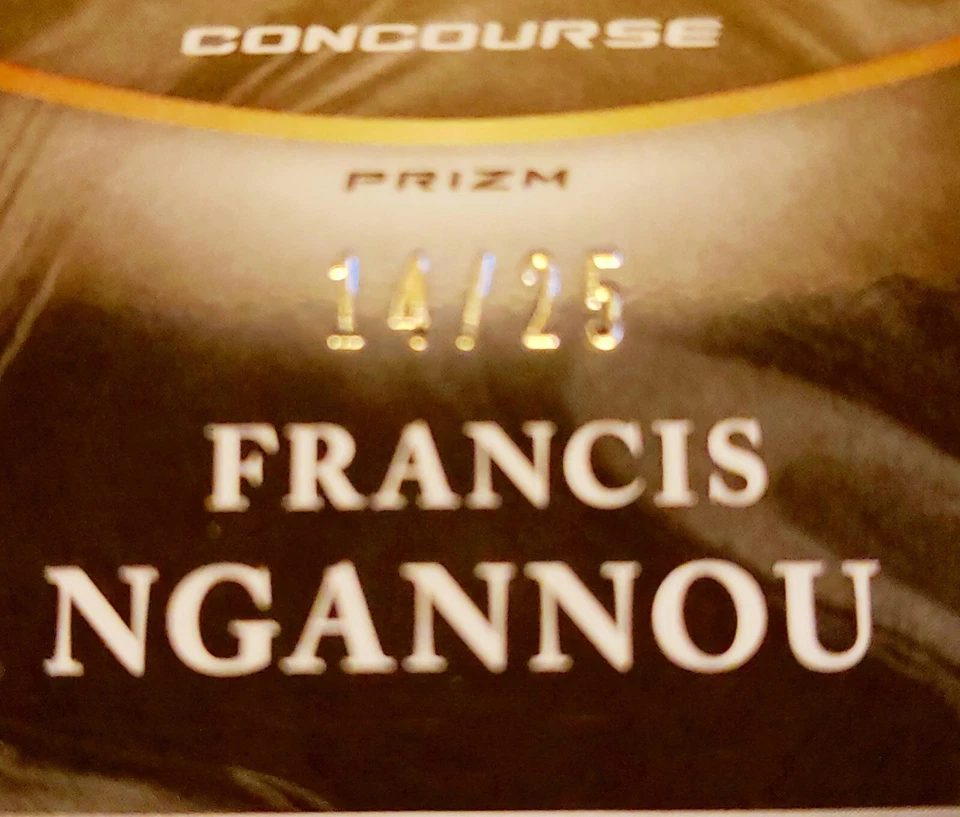 CONCOURSE
PRIZM
14/25
FRANCIS
NGANNOU